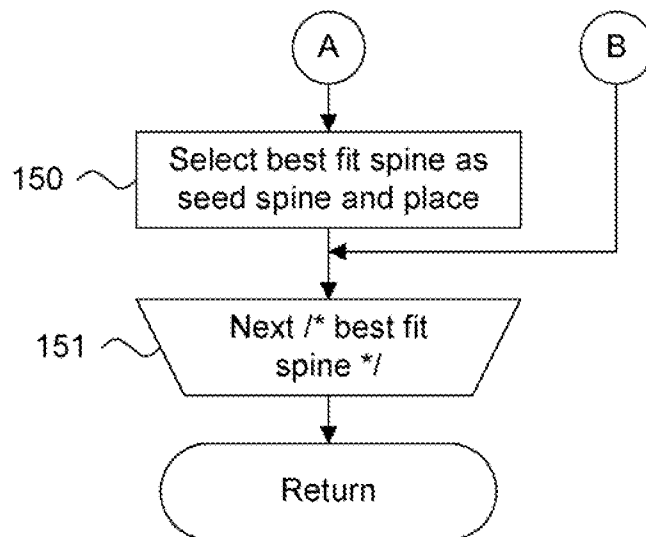 A
B
150
Select best fit spine as
seed spine and place
151
Next /* best fit
spine */
Return